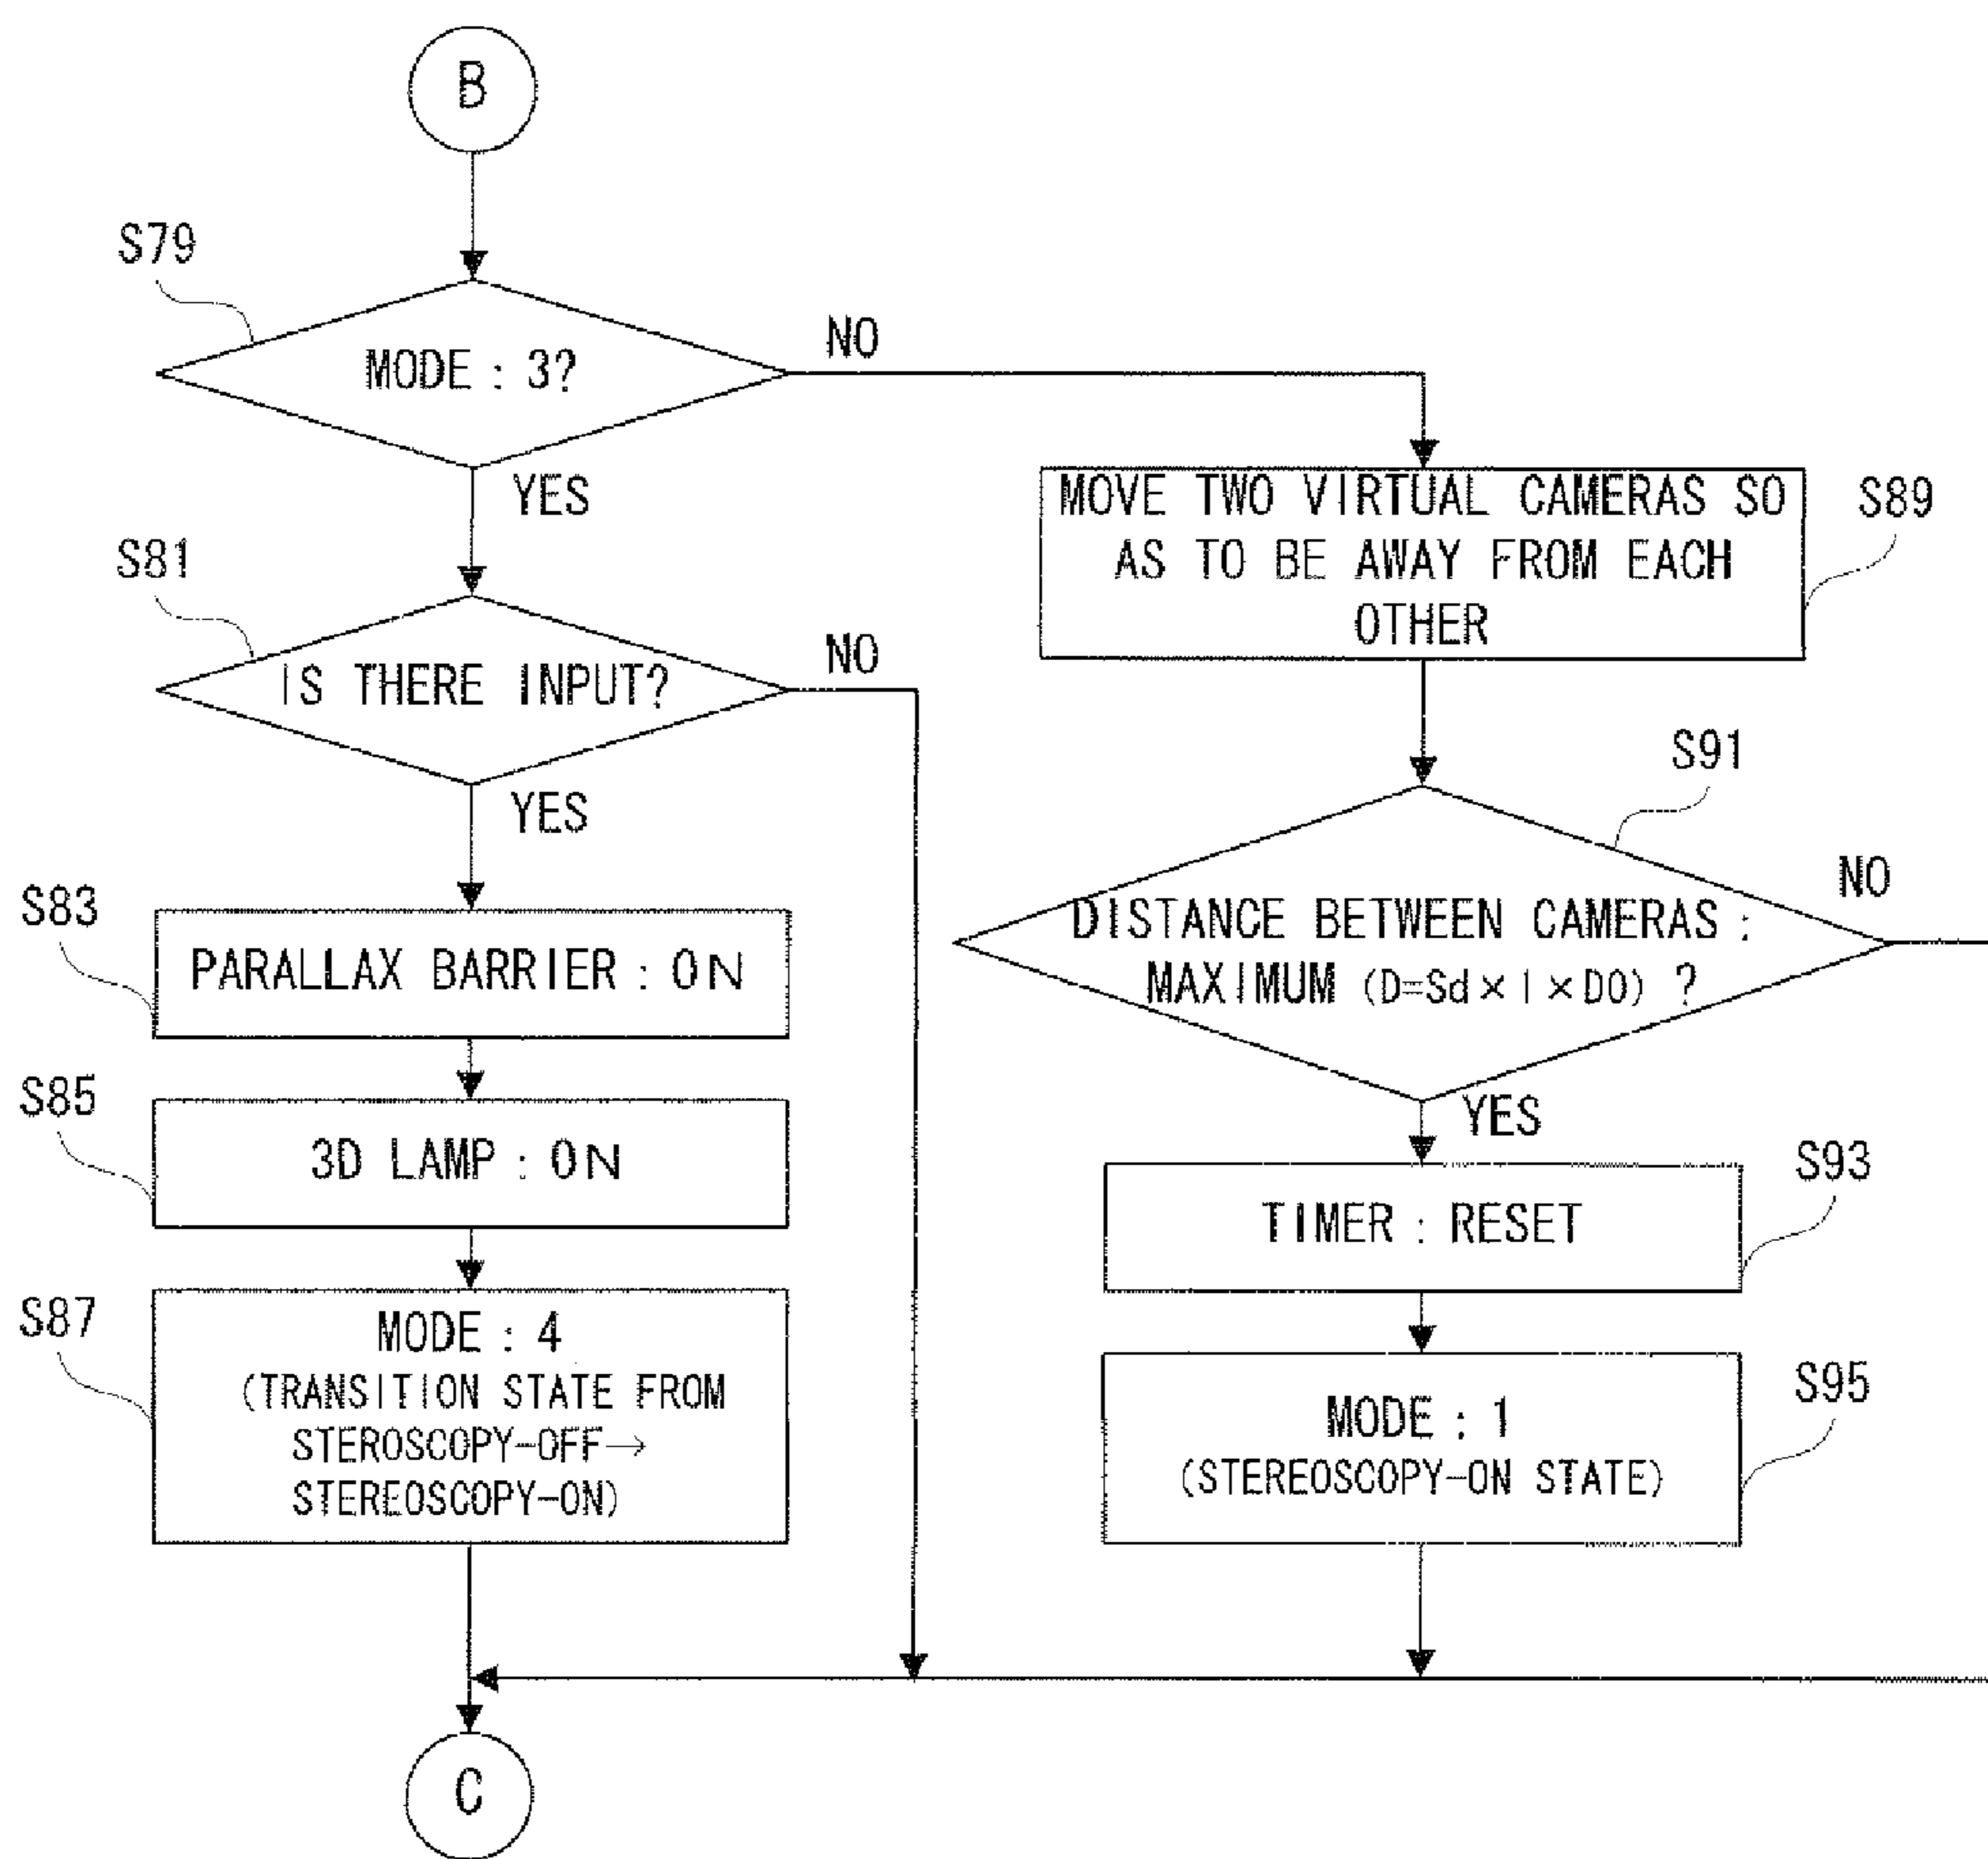 B
S79
MODE : 3?
NO
YES
S81
IS THERE INPUT?
NO
YES
S83
PARALLAX BARRIER : ON
S85
3D LAMP : ON
S87
MODE : 4
(TRANSITION STATE FROM
STEROSCOPY-OFF→
STEREOSCOPY-ON)
MOVE TWO VIRTUAL CAMERAS SO
AS TO BE AWAY FROM EACH
OTHER
S89
S91
DISTANCE BETWEEN CAMERAS :
MAXIMUM (D=Sd×I×D0) ?
NO
YES
S93
TIMER : RESET
S95
MODE : 1
(STEREOSCOPY-ON STATE)
C